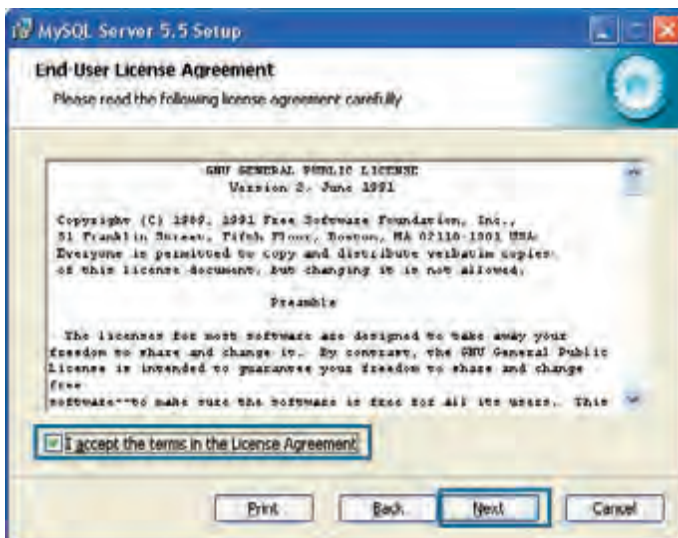 MySQL Server 5.5 Setup
End-User License Agreement
Please read the following license agreement carefully
GNU GENERAL PUBLIC LICENSE
Version 2, June 1991
Copyright (C) 1989, 1991 Free Software Foundation, Inc.,
51 Franklin Street, Fifth Floor, Boston, MA 02110-1301 USA
Everyone is permitted to copy and distribute verbatim copies
of this license document, but changing it is not allowed.
Preamble
The licenses for most software are designed to take away your
freedom to share and change it. By contrast, the GNU General Public
License is intended to guarantee your freedom to share and change
free
software--to make sure the software is free for all its users. This
I accept the terms in the License Agreement
Print
Back
Next
Cancel